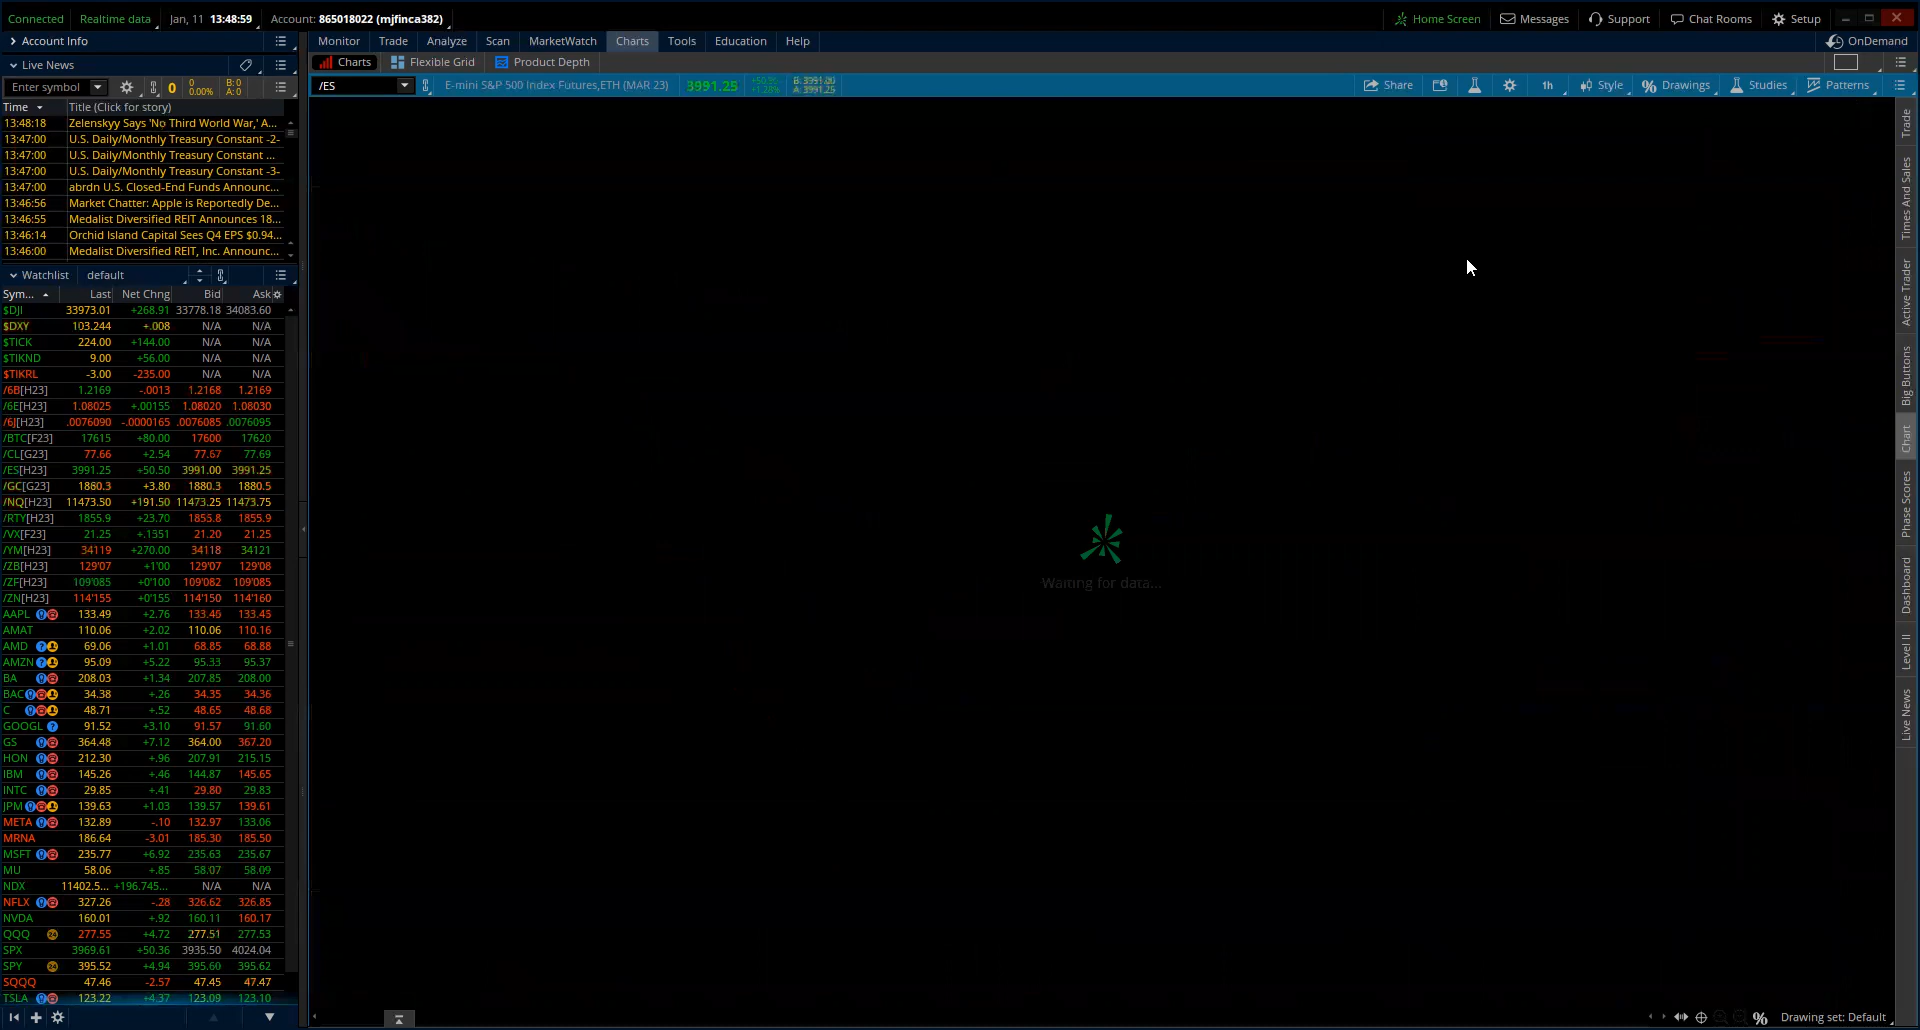 Connected Realtime data Jan, 11 13:48:59 Account: 865018022 (mjfinca382) Home Screen Messages Support Chat Rooms Setup
Account Info Monitor Trade Analyze Scan MarketWatch Charts Tools Education Help OnDemand
Live News Charts Flexible Grid Product Depth
Enter symbol 0 0 0.00% B: 0 A: 0 /ES E-mini S&P 500 Index Futures,ETH (MAR 23) 3991.25 Share 1h Style Drawings Studies Patterns
Time Title (Click for story)
13:48:18 Zelenskyy Says 'No Third World War,' A...
13:47:00 U.S. Daily/Monthly Treasury Constant -2-
13:47:00 U.S. Daily/Monthly Treasury Constant ...
13:47:00 U.S. Daily/Monthly Treasury Constant -3-
13:47:00 abrdn U.S. Closed-End Funds Announc...
13:46:56 Market Chatter: Apple is Reportedly De...
13:46:55 Medalist Diversified REIT Announces 18...
13:46:14 Orchid Island Capital Sees Q4 EPS $0.94...
13:46:00 Medalist Diversified REIT, Inc. Announc...
Watchlist default
Sym... Last Net Chng Bid Ask
$DJI 33973.01 +268.91 33778.18 34083.60
$DXY 103.244 +.008 N/A N/A
$TICK 224.00 +144.00 N/A N/A
$TIKND 9.00 +56.00 N/A N/A
$TIKRL -3.00 -235.00 N/A N/A
/6B[H23] 1.2169 -.0013 1.2168 1.2169
/6E[H23] 1.08025 +.00155 1.08020 1.08030
/6J[H23] .0076090 -.0000165 .0076085 .0076095
/BTC[F23] 17615 +80.00 17600 17620
/CL[G23] 77.66 +2.54 77.67 77.69
/ES[H23] 3991.25 +50.50 3991.00 3991.25
/GC[G23] 1880.3 +3.80 1880.3 1880.5
/NQ[H23] 11473.50 +191.50 11473.25 11473.75
/RTY[H23] 1855.9 +23.70 1855.8 1855.9
/VX[F23] 21.25 +.1351 21.20 21.25
/YM[H23] 34119 +270.00 34118 34121
/ZB[H23] 129'07 +1'00 129'07 129'08
/ZF[H23] 109'085 +0'100 109'082 109'085
/ZN[H23] 114'155 +0'155 114'150 114'160
AAPL 133.49 +2.76 133.46 133.45
AMAT 110.06 +2.02 110.06 110.16
AMD 69.06 +1.01 68.85 68.88
AMZN 95.09 +5.22 95.33 95.37
BA 208.03 +1.34 207.85 208.00
BAC 34.38 +.26 34.35 34.36
C 48.71 +.52 48.65 48.68
GOOGL 91.52 +3.10 91.57 91.60
GS 364.48 +7.12 364.00 367.20
HON 212.30 +.96 207.91 215.15
IBM 145.26 +.46 144.87 145.65
INTC 29.85 +.41 29.80 29.83
JPM 139.63 +1.03 139.57 139.61
META 132.89 -.10 132.97 133.06
MRNA 186.64 -3.01 185.30 185.50
MSFT 235.77 +6.92 235.63 235.67
MU 58.06 +.85 58.07 58.09
NDX 11402.5... +196.745... N/A N/A
NFLX 327.26 -.28 326.62 326.85
NVDA 160.01 +.92 160.11 160.17
QQQ 277.55 +4.72 277.51 277.53
SPX 3969.61 +50.36 3935.50 4024.04
SPY 395.52 +4.94 395.60 395.62
SQQQ 47.46 -2.57 47.45 47.47
TSLA 123.22 +4.37 123.09 123.10
Waiting for data...
Trade
Times And Sales
Active Trader
Big Buttons
Chart
Phase Scores
Dashboard
Level II
Live News
Drawing set: Default